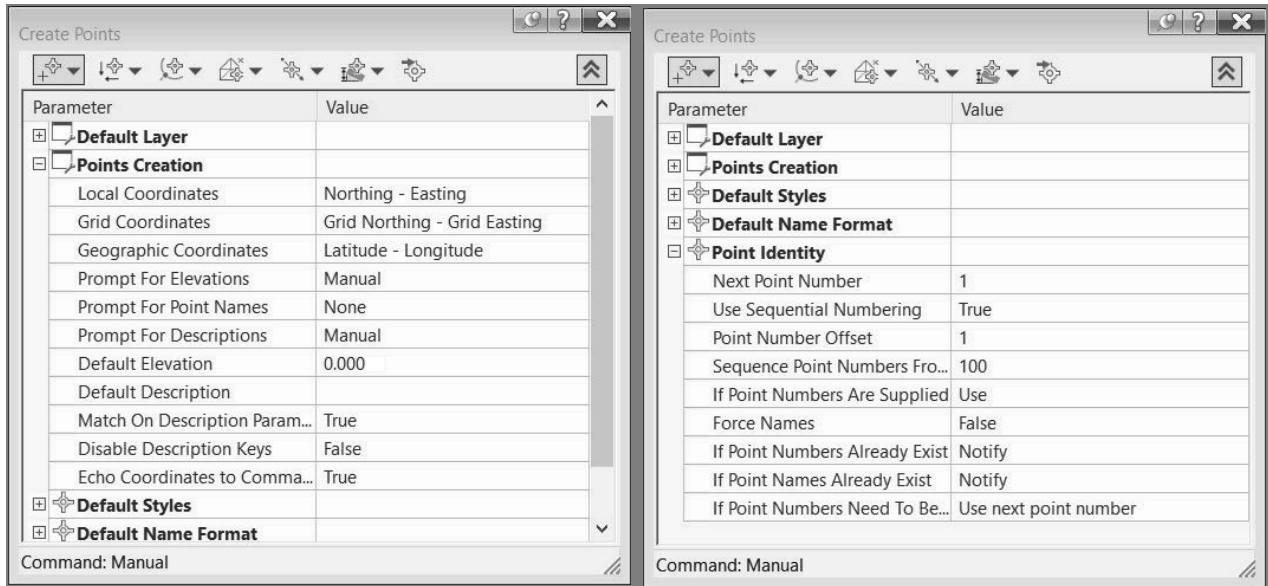 Create Points
Parameter Value
Default Layer
Points Creation
Local Coordinates Northing - Easting
Grid Coordinates Grid Northing - Grid Easting
Geographic Coordinates Latitude - Longitude
Prompt For Elevations Manual
Prompt For Point Names None
Prompt For Descriptions Manual
Default Elevation 0.000
Default Description
Match On Description Param... True
Disable Description Keys False
Echo Coordinates to Comma... True
Default Styles
Default Name Format
Command: Manual
Create Points
Parameter Value
Default Layer
Points Creation
Default Styles
Default Name Format
Point Identity
Next Point Number 1
Use Sequential Numbering True
Point Number Offset 1
Sequence Point Numbers Fro... 100
If Point Numbers Are Supplied Use
Force Names False
If Point Numbers Already Exist Notify
If Point Names Already Exist Notify
If Point Numbers Need To Be... Use next point number
Command: Manual